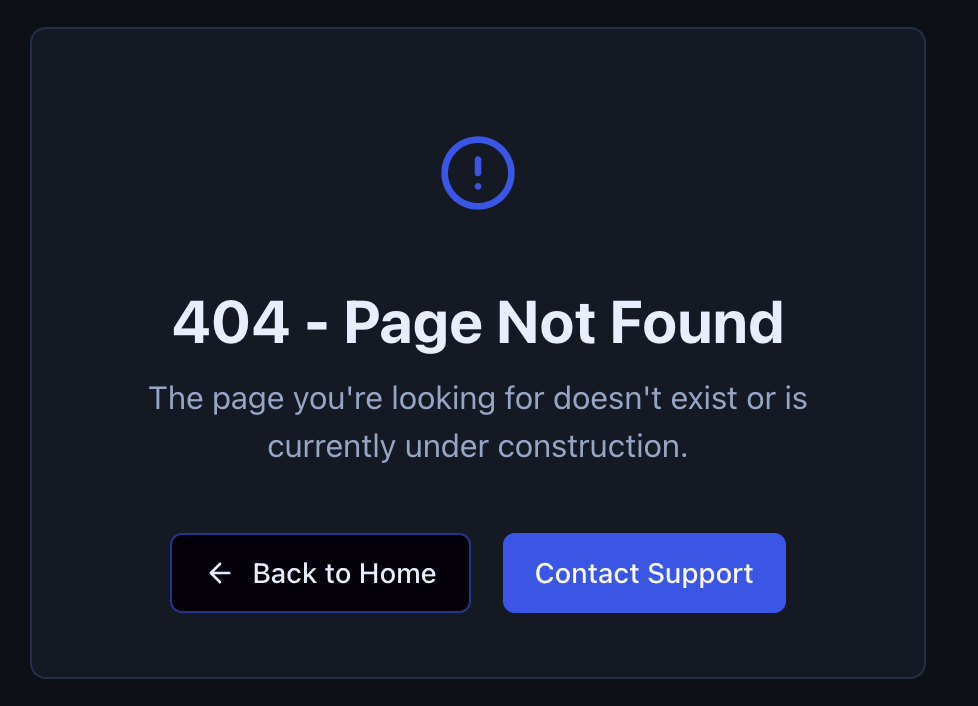 404 - Page Not Found
The page you're looking for doesn't exist or is
currently under construction.
Back to Home
Contact Support